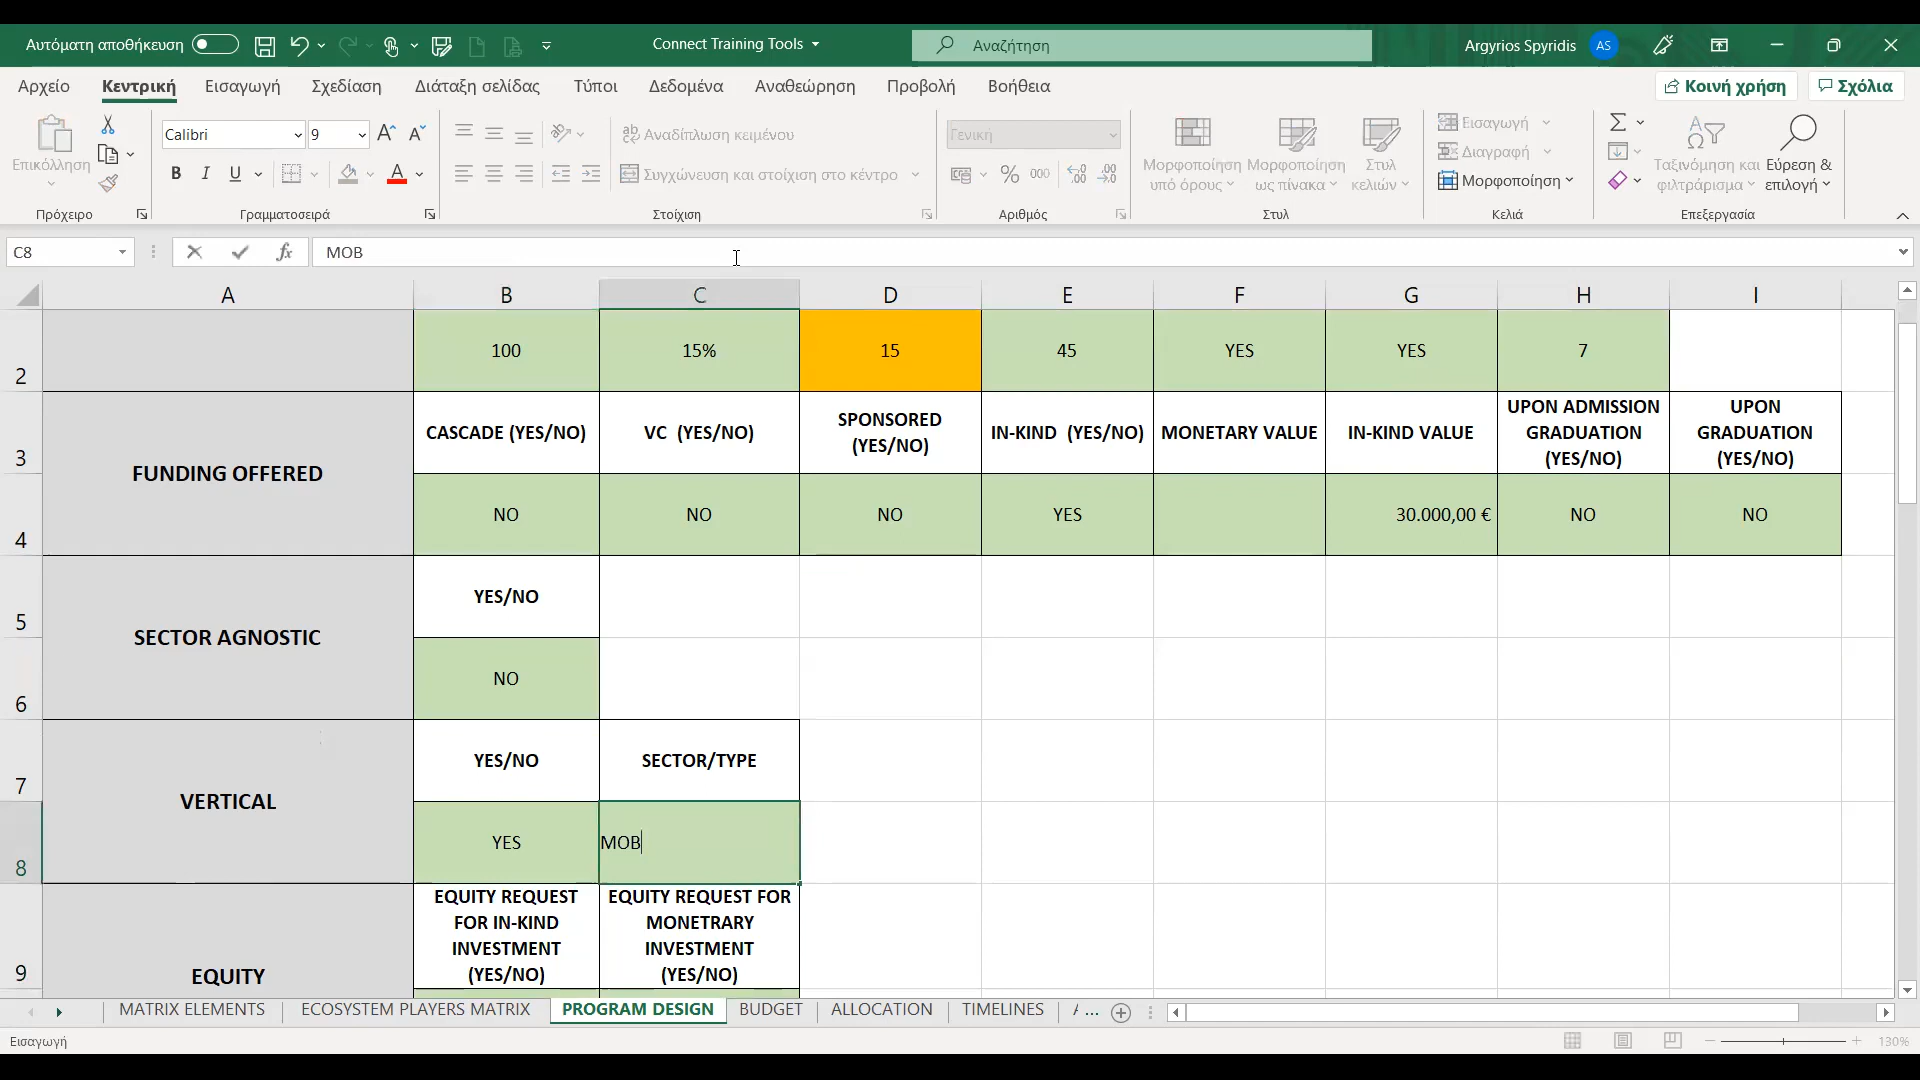 Αυτόματη αποθήκευση
Connect Training Tools
Αναζήτηση
Argyrios Spyridis AS
Αρχείο Κεντρική Εισαγωγή Σχεδίαση Διάταξη σελίδας Τύποι Δεδομένα Αναθεώρηση Προβολή Βοήθεια
Κοινή χρήση Σχόλια
Επικόλληση
Calibri 9
Αναδίπλωση κειμένου
Συγχώνευση και στοίχιση στο κέντρο
Γενική
Μορφοποίηση υπό όρους
Μορφοποίηση ως πίνακα
Στυλ κελιών
Εισαγωγή
Διαγραφή
Μορφοποίηση
Ταξινόμηση και φιλτράρισμα
Εύρεση & επιλογή
Πρόχειρο Γραμματοσειρά Στοίχιση Αριθμός Στυλ Κελιά Επεξεργασία
C8 fx MOB
A B C D E F G H I
2 100 15% 15 45 YES YES 7
3 FUNDING OFFERED CASCADE (YES/NO) VC (YES/NO) SPONSORED (YES/NO) IN-KIND (YES/NO) MONETARY VALUE IN-KIND VALUE UPON ADMISSION GRADUATION (YES/NO) UPON GRADUATION (YES/NO)
4 NO NO NO YES 30.000,00 € NO NO
5 SECTOR AGNOSTIC YES/NO
6 NO
7 VERTICAL YES/NO SECTOR/TYPE
8 YES MOB
9 EQUITY EQUITY REQUEST FOR IN-KIND INVESTMENT (YES/NO) EQUITY REQUEST FOR MONETRARY INVESTMENT (YES/NO)
MATRIX ELEMENTS ECOSYSTEM PLAYERS MATRIX PROGRAM DESIGN BUDGET ALLOCATION TIMELINES ...
Εισαγωγή
130%